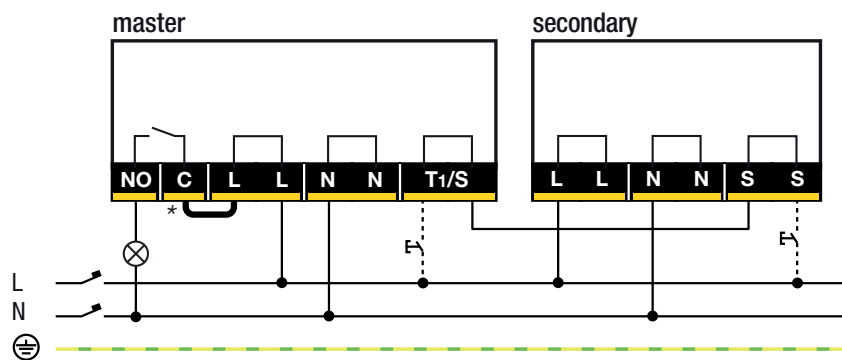 master
secondary
NO C L L N N T1/S
L L N N S S
*
L
N